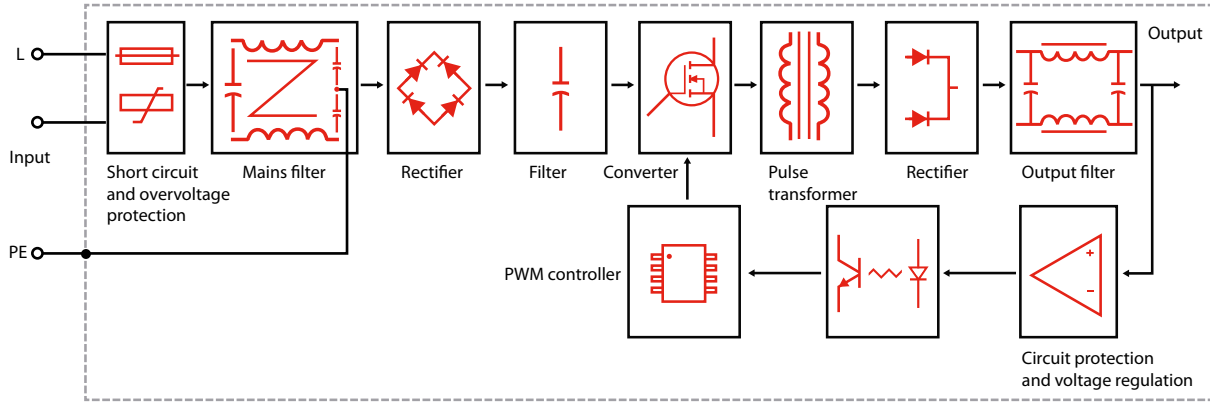 L
Input
PE
Short circuit
and overvoltage
protection
Mains filter
Rectifier
Filter
Converter
Pulse
transformer
Rectifier
Output filter
Output
PWM controller
+
−
Circuit protection
and voltage regulation